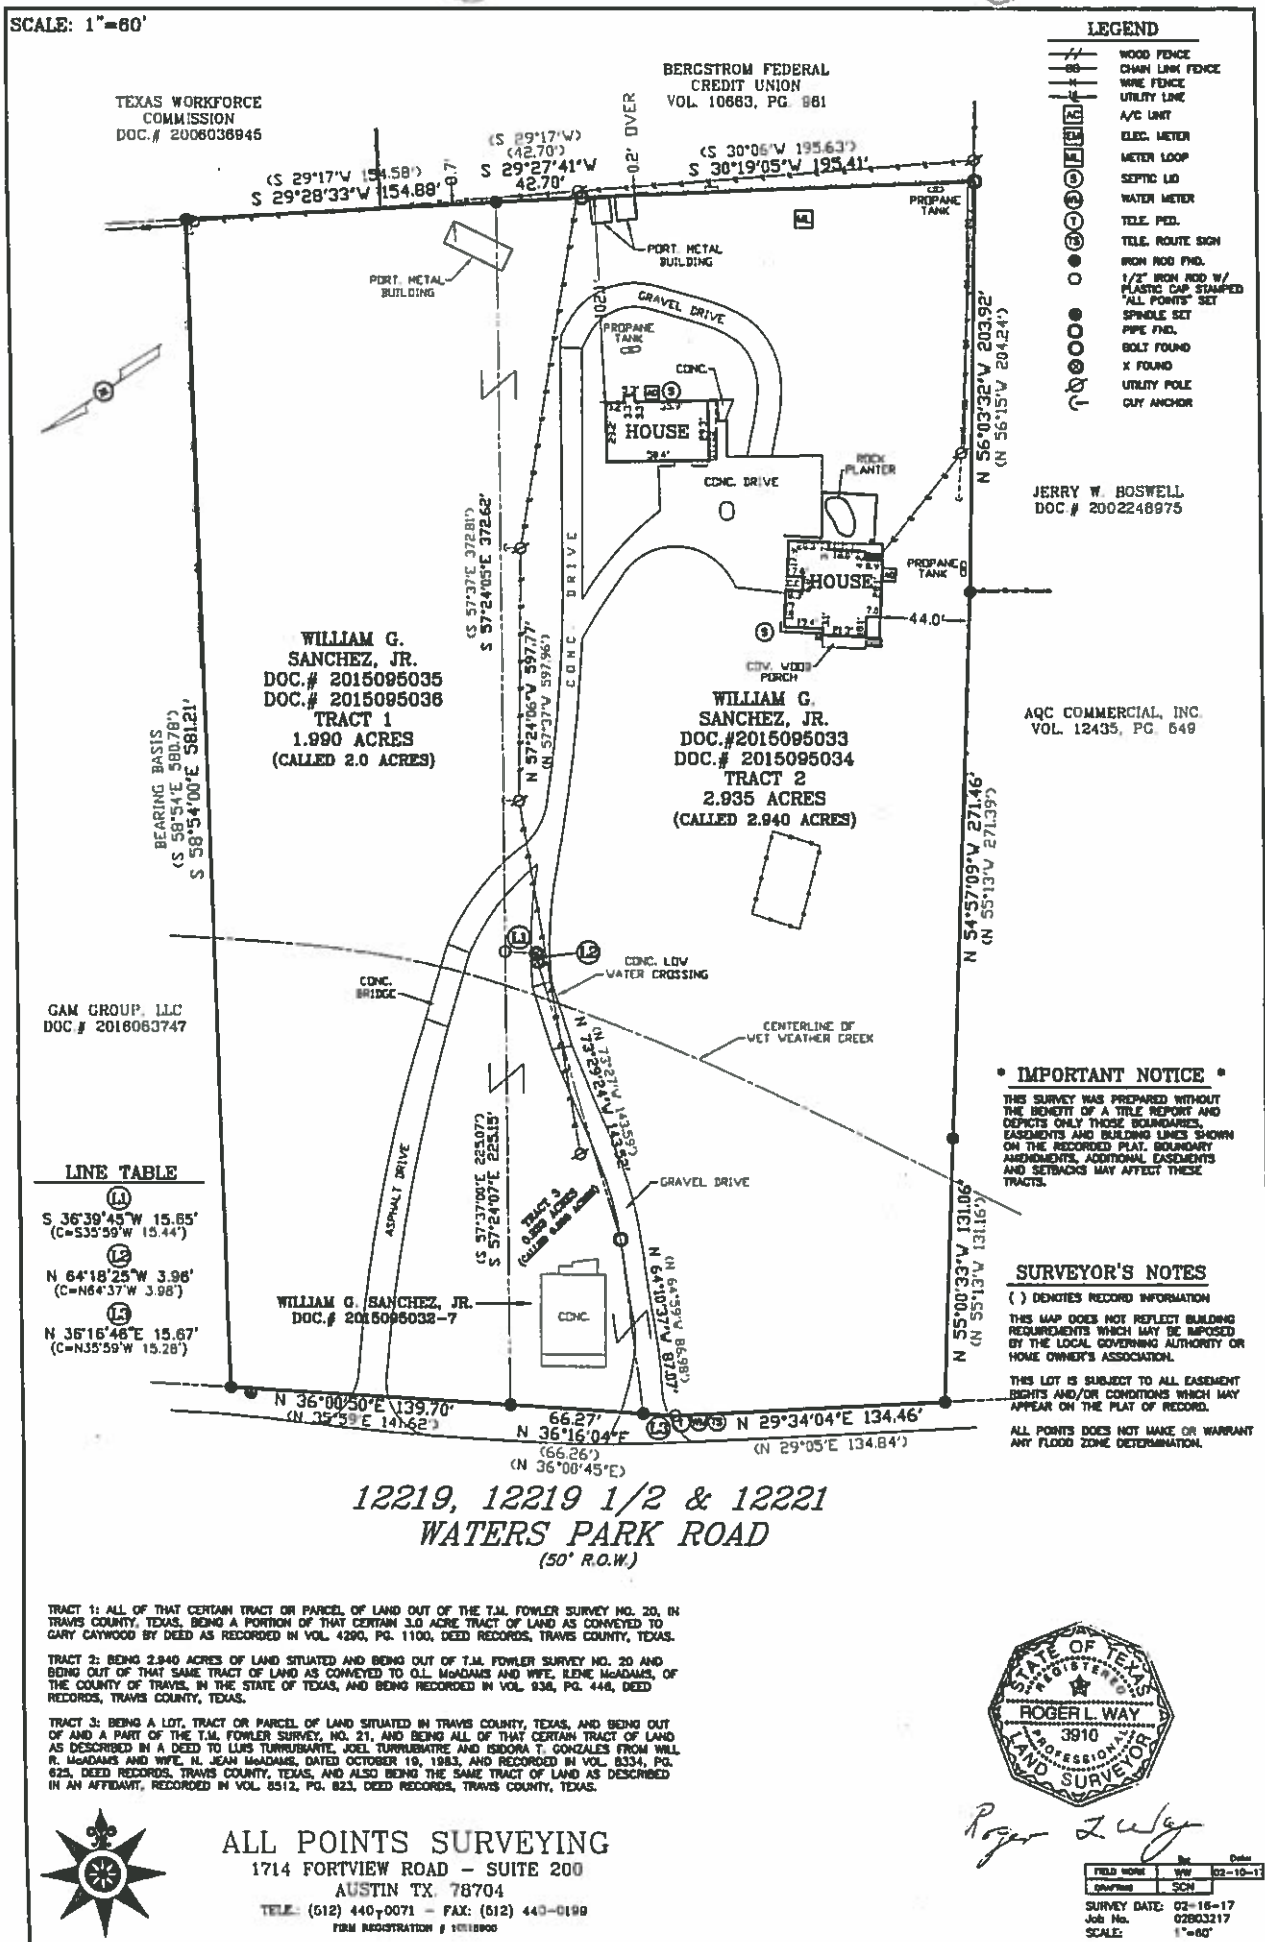 SCALE: 1"=60'
LEGEND
WOOD FENCE
CHAIN LINK FENCE
WIRE FENCE
UTILITY LINE
A/C UNIT
ELEC. METER
METER LOOP
SEPTIC LID
WATER METER
TELE. PED.
TELE. ROUTE SIGN
IRON ROD FND.
1/2" IRON ROD W/
PLASTIC CAP STAMPED
"ALL POINTS" SET
SPINDLE SET
PIPE FND.
BOLT FOUND
X FOUND
UTILITY POLE
GUY ANCHOR
TEXAS WORKFORCE
COMMISSION
DOC.# 2006036945
BERGSTROM FEDERAL
CREDIT UNION
VOL. 10663, PG. 961
(S 29°17'W 154.58')
S 29°28'33"W 154.88'
8.7'
(S 29°17'W)
(42.70')
S 29°27'41"W
42.70'
0.2' OVER
(S 30°06'W 195.63')
S 30°19'05"W 195.41'
PROPANE
TANK
ML
PORT. METAL
BUILDING
PORT. METAL
BUILDING
102.1'
GRAVEL DRIVE
PROPANE
TANK
CONC.
HOUSE
58.4'
CONC. DRIVE
ROCK
PLANTER
N 56°03'32"W 203.92'
(N 56°15'W 204.24')
JERRY W. BOSWELL
DOC.# 2002248975
PROPANE
TANK
HOUSE
44.0'
COV. WOOD
PORCH
(S 57°37'E 372.81')
S 57°24'05"E 372.62'
CONC. DRIVE
N 57°24'06"W 597.77'
(N 57°37'W 597.96')
WILLIAM G.
SANCHEZ, JR.
DOC.# 2015095035
DOC.# 2015095036
TRACT 1
1.990 ACRES
(CALLED 2.0 ACRES)
WILLIAM G.
SANCHEZ, JR.
DOC.#2015095033
DOC.# 2015095034
TRACT 2
2.935 ACRES
(CALLED 2.940 ACRES)
AQC COMMERCIAL, INC.
VOL. 12435, PG. 649
BEARING BASIS
(S 58°54'E 580.78')
S 58°54'00"E 581.21'
N 54°57'09"W 271.46'
(N 55°13'W 271.39')
L1
L2
CONC. LOW
WATER CROSSING
CONC.
BRIDGE
GAM GROUP, LLC
DOC.# 2016063747
CENTERLINE OF
WET WEATHER CREEK
(N 73°27'W 143.59')
N 73°29'24"W 143.52'
* IMPORTANT NOTICE *
THIS SURVEY WAS PREPARED WITHOUT
THE BENEFIT OF A TITLE REPORT AND
DEPICTS ONLY THOSE BOUNDARIES,
EASEMENTS AND BUILDING LINES SHOWN
ON THE RECORDED PLAT. BOUNDARY
AMENDMENTS, ADDITIONAL EASEMENTS
AND SETBACKS MAY AFFECT THESE
TRACTS.
LINE TABLE
L1
S 36°39'45"W 15.65'
(C=S35°59'W 15.44')
L2
N 64°18'25"W 3.96'
(C=N64°37'W 3.98')
L3
N 36°16'46"E 15.67'
(C=N35°59'W 15.28')
ASPHALT DRIVE
(S 57°37'00"E 225.07')
S 57°24'07"E 225.15'
TRACT 3
GRAVEL DRIVE
WILLIAM G. SANCHEZ, JR.
DOC.# 2015095032-7
CONC.
N 64°10'37"W 87.07'
(N 64°59'W 86.98')
N 55°00'33"W 131.06'
(N 55°13'W 131.16')
SURVEYOR'S NOTES
( ) DENOTES RECORD INFORMATION
THIS MAP DOES NOT REFLECT BUILDING
REQUIREMENTS WHICH MAY BE IMPOSED
BY THE LOCAL GOVERNING AUTHORITY OR
HOME OWNER'S ASSOCIATION.
THIS LOT IS SUBJECT TO ALL EASEMENT
RIGHTS AND/OR CONDITIONS WHICH MAY
APPEAR ON THE PLAT OF RECORD.
ALL POINTS DOES NOT MAKE OR WARRANT
ANY FLOOD ZONE DETERMINATION.
N 36°00'50"E 139.70'
(N 35°59'E 141.62')
66.27'
N 36°16'04"E
(66.26')
(N 36°00'45"E)
L3
N 29°34'04"E 134.46'
(N 29°05'E 134.84')
12219, 12219 1/2 & 12221
WATERS PARK ROAD
(50' R.O.W.)
TRACT 1: ALL OF THAT CERTAIN TRACT OR PARCEL OF LAND OUT OF THE T.M. FOWLER SURVEY NO. 20, IN
TRAVIS COUNTY, TEXAS, BEING A PORTION OF THAT CERTAIN 3.0 ACRE TRACT OF LAND AS CONVEYED TO
GARY CAYWOOD BY DEED AS RECORDED IN VOL. 4290, PG. 1100, DEED RECORDS, TRAVIS COUNTY, TEXAS.
TRACT 2: BEING 2.940 ACRES OF LAND SITUATED AND BEING OUT OF T.M. FOWLER SURVEY NO. 20 AND
BEING OUT OF THAT SAME TRACT OF LAND AS CONVEYED TO O.L. McADAMS AND WIFE, ILENE McADAMS, OF
THE COUNTY OF TRAVIS, IN THE STATE OF TEXAS, AND BEING RECORDED IN VOL. 936, PG. 446, DEED
RECORDS, TRAVIS COUNTY, TEXAS.
TRACT 3: BEING A LOT, TRACT OR PARCEL OF LAND SITUATED IN TRAVIS COUNTY, TEXAS, AND BEING OUT
OF AND A PART OF THE T.M. FOWLER SURVEY, NO. 21, AND BEING ALL OF THAT CERTAIN TRACT OF LAND
AS DESCRIBED IN A DEED TO LUIS TURRUBIARTE, JOEL TURRUBIATRE AND ISIDORA T. GONZALES FROM WILL
R. McADAMS AND WIFE, N. JEAN McADAMS, DATED OCTOBER 19, 1983, AND RECORDED IN VOL. 8334, PG.
625, DEED RECORDS, TRAVIS COUNTY, TEXAS, AND ALSO BEING THE SAME TRACT OF LAND AS DESCRIBED
IN AN AFFIDAVIT, RECORDED IN VOL. 8512, PG. 823, DEED RECORDS, TRAVIS COUNTY, TEXAS.
STATE OF TEXAS
REGISTERED
ROGER L. WAY
3910
PROFESSIONAL
LAND SURVEYOR
Roger L Way
ALL POINTS SURVEYING
1714 FORTVIEW ROAD - SUITE 200
AUSTIN TX. 78704
TELE.: (512) 440-0071 - FAX: (512) 440-0199
FIRM REGISTRATION #
By: Date:
FIELD WORK WW 02-10-17
DRAFTING SCN
SURVEY DATE: 02-16-17
Job No. 02B03217
SCALE: 1"=60'